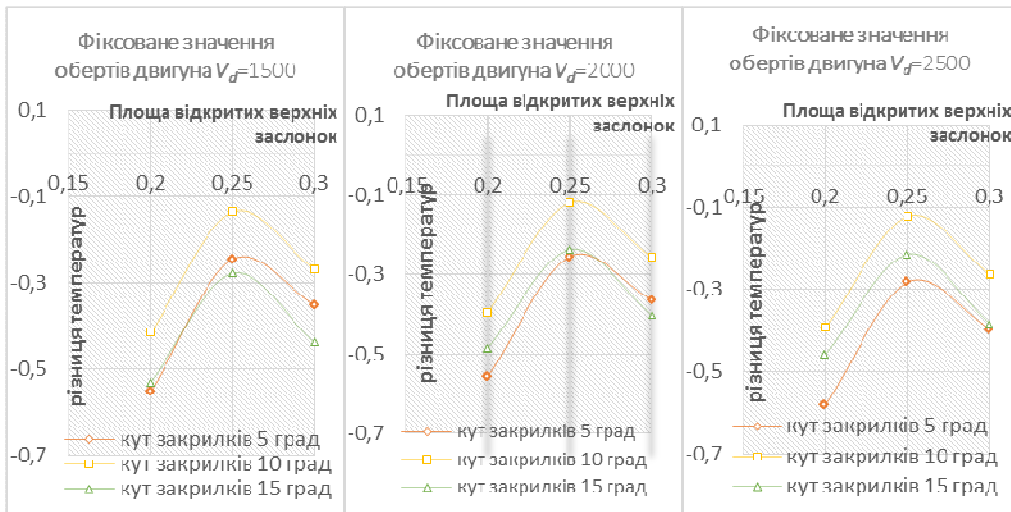 Фіксоване значення
обертів двигуна Vd=1500
Площа відкритих верхніх
заслонок
0,1
0,15
0,2
0,25
0,3
-0,1
-0,3
-0,5
-0,7
різниця температур
кут закрилків 5 град
кут закрилків 10 град
кут закрилків 15 град
Фіксоване значення
обертів двигуна Vd=2000
Площа відкритих верхніх
заслонок
0,1
0,15
0,2
0,25
0,3
-0,1
-0,3
-0,5
-0,7
різниця температур
кут закрилків 5 град
кут закрилків 10 град
кут закрилків 15 град
Фіксоване значення
обертів двигуна Vd=2500
Площа відкритих верхніх
заслонок
0,1
0,15
0,2
0,25
0,3
-0,1
-0,3
-0,5
-0,7
різниця температур
кут закрилків 5 град
кут закрилків 10 град
кут закрилків 15 град